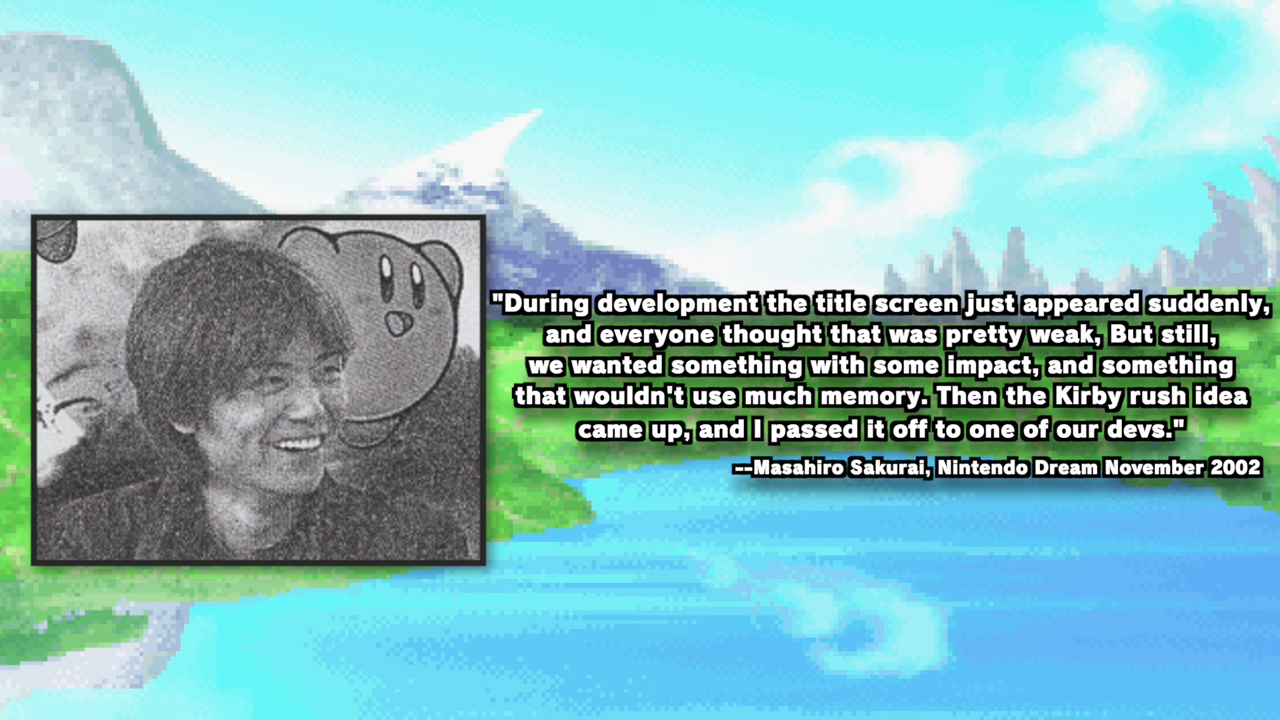 "During development the title screen just appeared suddenly,
and everyone thought that was pretty weak, But still,
we wanted something with some impact, and something
that wouldn't use much memory. Then the Kirby rush idea
came up, and I passed it off to one of our devs."
--Masahiro Sakurai, Nintendo Dream November 2002